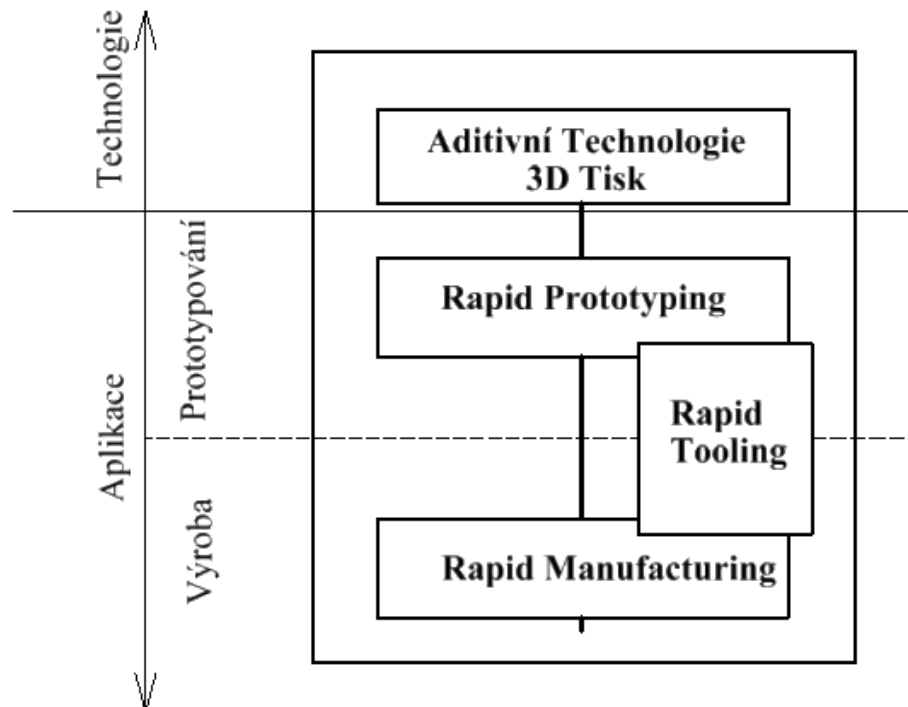 Technologie
Aditivní Technologie
3D Tisk
Aplikace
Prototypování
Rapid Prototyping
Rapid
Tooling
Výroba
Rapid Manufacturing